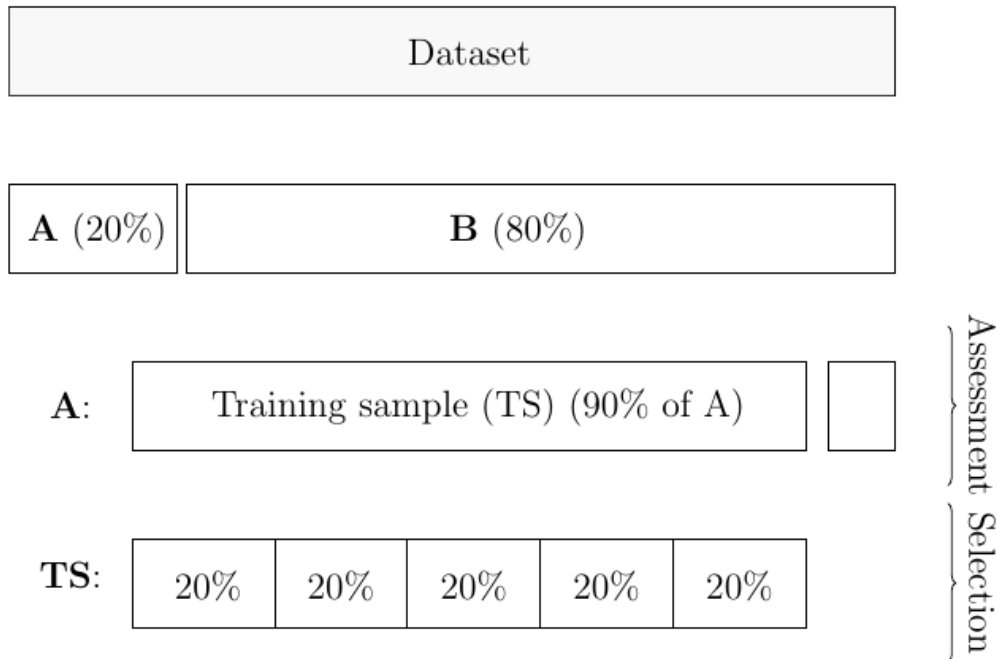 Dataset
A (20%)
B (80%)
A:
Training sample (TS) (90% of A)
Assessment
TS:
20%
20%
20%
20%
20%
Selection